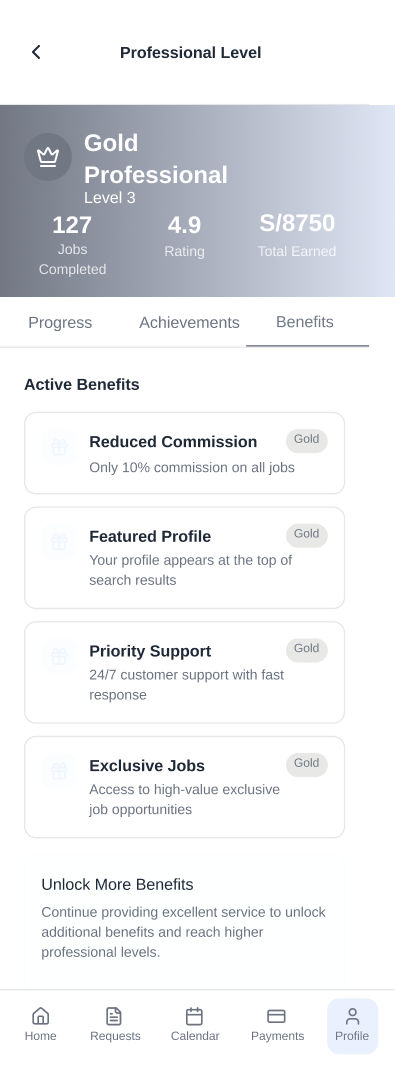 Professional Level
Gold
Professional
Level 3
127
Jobs
Completed
4.9
Rating
S/8750
Total Earned
Progress
Achievements
Benefits
Active Benefits
Reduced Commission
Gold
Only 10% commission on all jobs
Featured Profile
Gold
Your profile appears at the top of
search results
Priority Support
Gold
24/7 customer support with fast
response
Exclusive Jobs
Gold
Access to high-value exclusive
job opportunities
Unlock More Benefits
Continue providing excellent service to unlock
additional benefits and reach higher
professional levels.
Home
Requests
Calendar
Payments
Profile